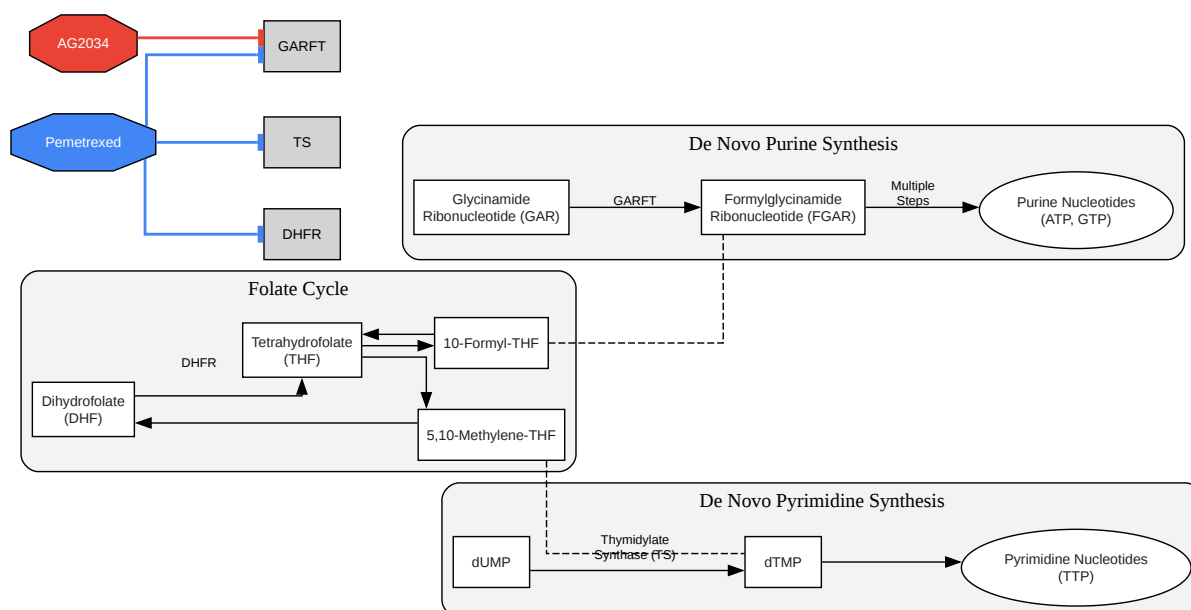 AG2034
GARFT
Pemetrexed
TS
DHFR
De Novo Purine Synthesis
Glycinamide
Ribonucleotide (GAR)
GARFT
Formylglycinamide
Ribonucleotide (FGAR)
Multiple
Steps
Purine Nucleotides
(ATP, GTP)
Folate Cycle
Tetrahydrofolate
(THF)
10-Formyl-THF
DHFR
Dihydrofolate
(DHF)
5,10-Methylene-THF
De Novo Pyrimidine Synthesis
dUMP
Thymidylate
Synthase (TS)
dTMP
Pyrimidine Nucleotides
(TTP)